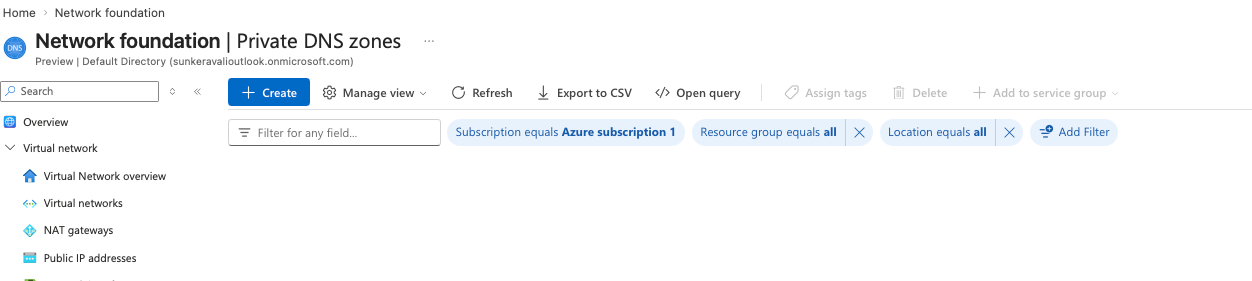 Home > Network foundation
DNS
Network foundation | Private DNS zones ...
Preview | Default Directory (sunkeravalioutlook.onmicrosoft.com)
Search
Create Manage view Refresh Export to CSV Open query Assign tags Delete Add to service group
Filter for any field... Subscription equals Azure subscription 1 Resource group equals all Location equals all Add Filter
Overview
Virtual network
Virtual Network overview
Virtual networks
NAT gateways
Public IP addresses